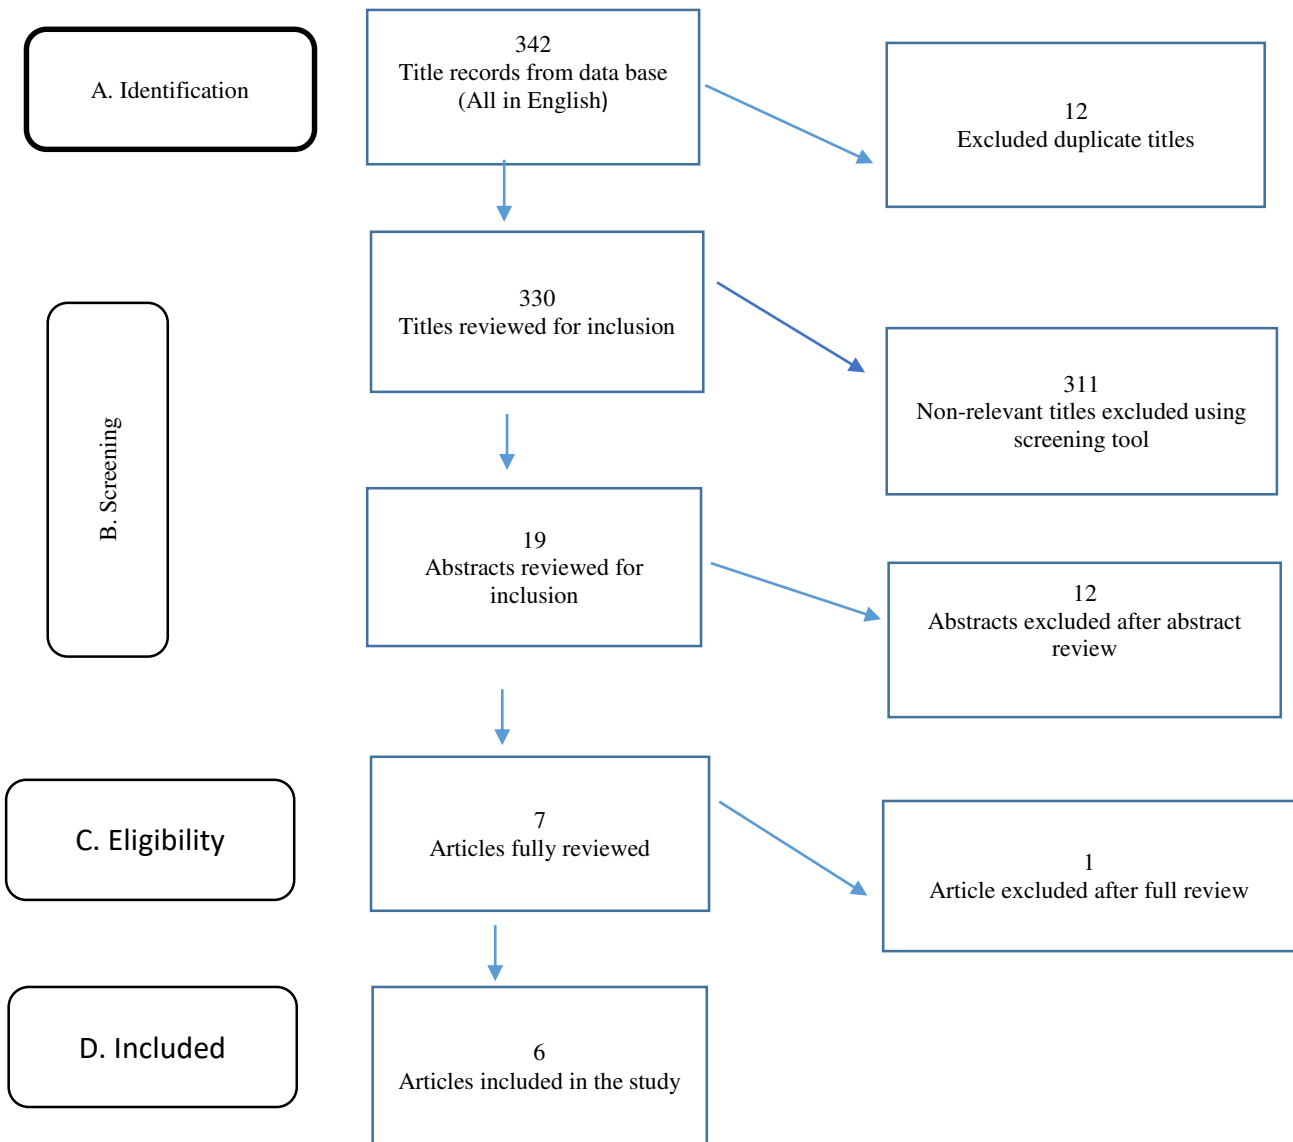 A. Identification
342
Title records from data base
(All in English)
12
Excluded duplicate titles
B. Screening
330
Titles reviewed for inclusion
311
Non-relevant titles excluded using
screening tool
19
Abstracts reviewed for
inclusion
12
Abstracts excluded after abstract
review
C. Eligibility
7
Articles fully reviewed
1
Article excluded after full review
D. Included
6
Articles included in the study